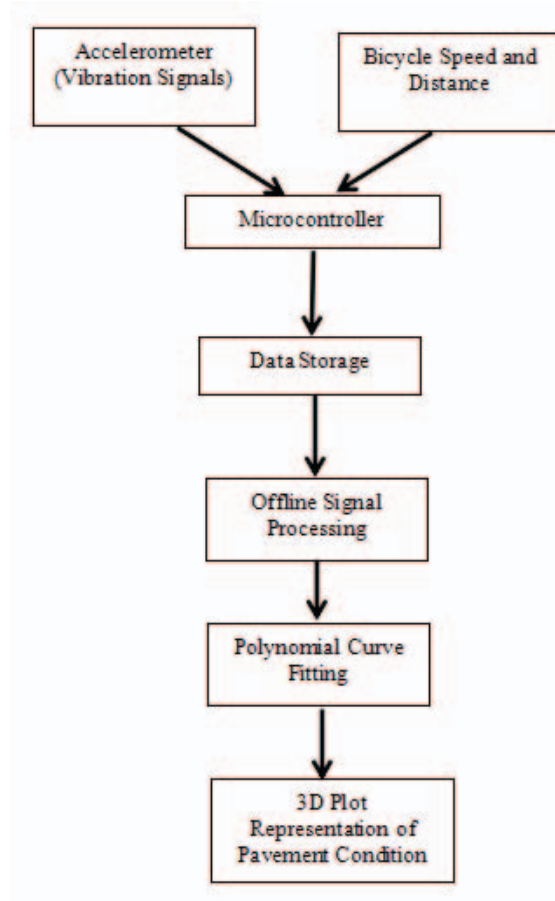 Accelerometer
(Vibration Signals)
Bicycle Speed and
Distance
Microcontroller
Data Storage
Offline Signal
Processing
Polynomial Curve
Fitting
3D Plot
Representation of
Pavement Condition